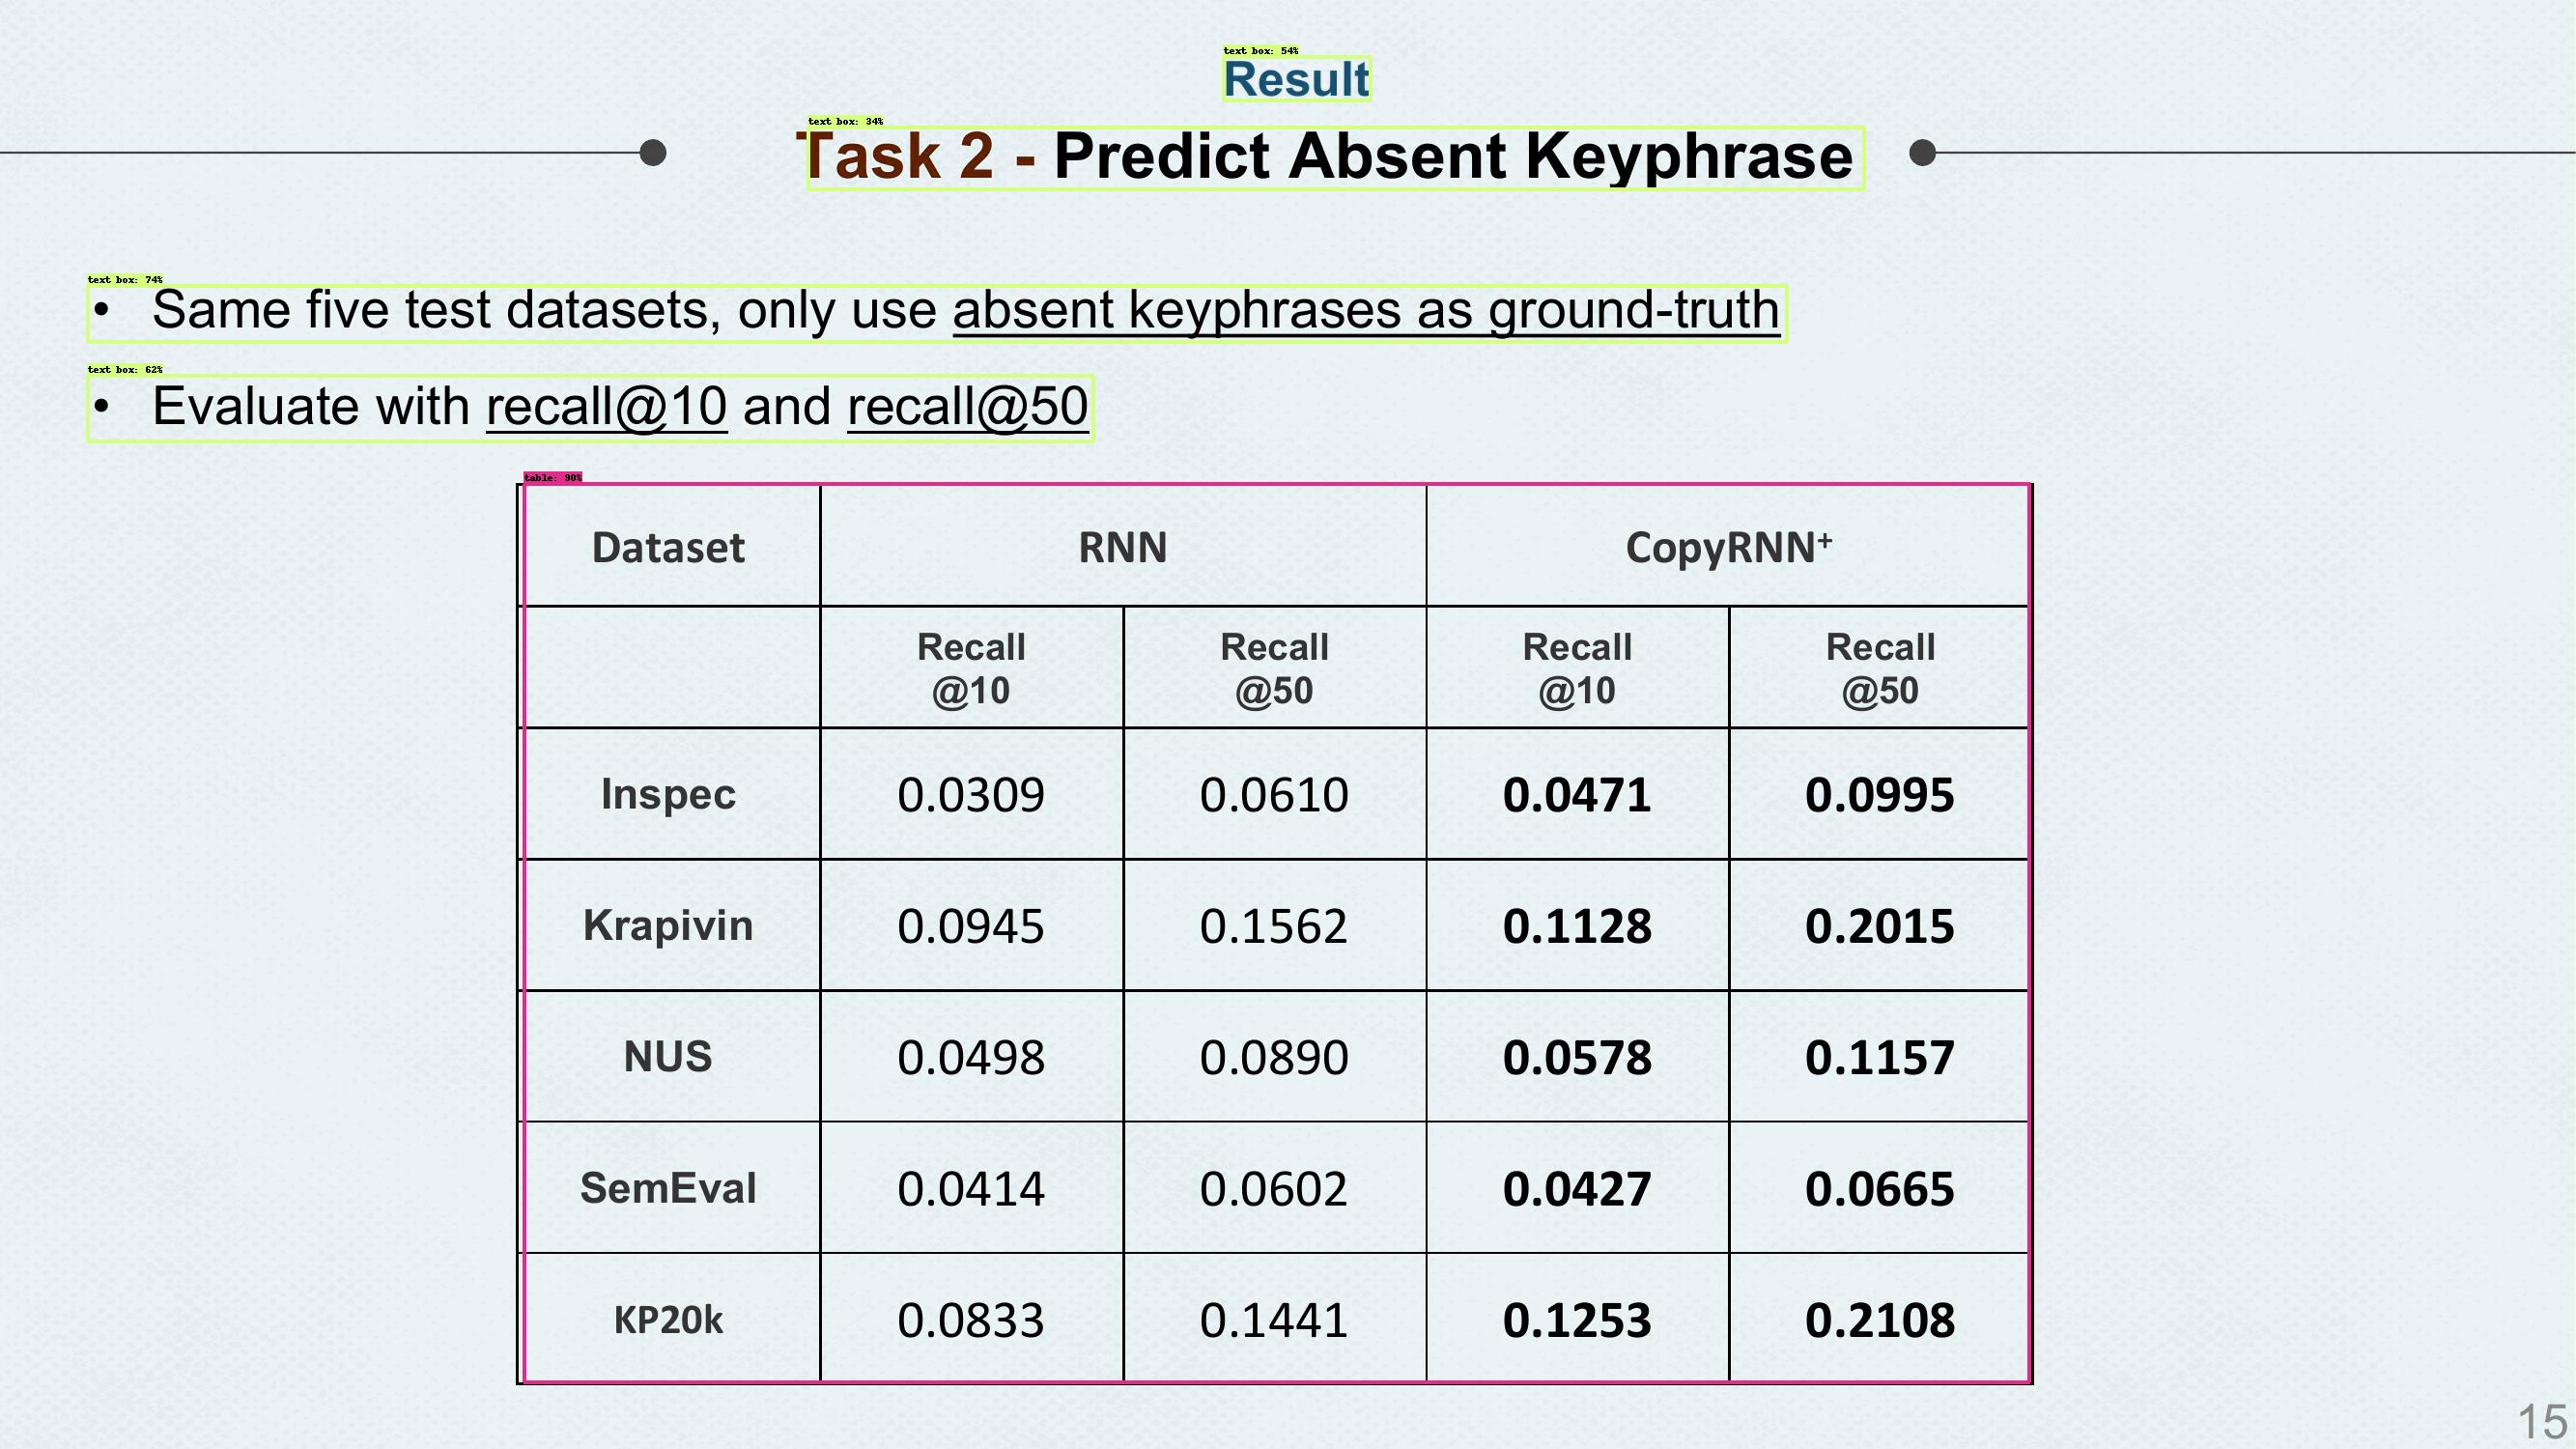 text box: 54%
Result
text box: 34%
Task 2 - Predict Absent Keyphrase
text box: 74%
• Same five test datasets, only use absent keyphrases as ground-truth
text box: 62%
• Evaluate with recall@10 and recall@50
table: 90%
Dataset RNN CopyRNN⁺
Recall @10 Recall @50 Recall @10 Recall @50
Inspec 0.0309 0.0610 0.0471 0.0995
Krapivin 0.0945 0.1562 0.1128 0.2015
NUS 0.0498 0.0890 0.0578 0.1157
SemEval 0.0414 0.0602 0.0427 0.0665
KP20k 0.0833 0.1441 0.1253 0.2108
15